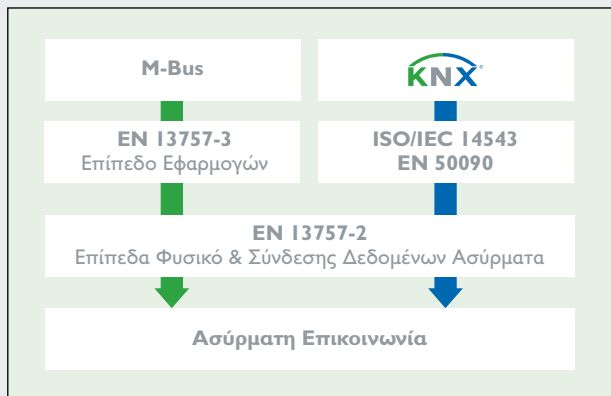 M-Bus
KNX®
EN 13757-3
Επίπεδο Εφαρμογών
ISO/IEC 14543
EN 50090
EN 13757-2
Επίπεδα Φυσικό & Σύνδεσης Δεδομένων Ασύρματα
Ασύρματη Επικοινωνία